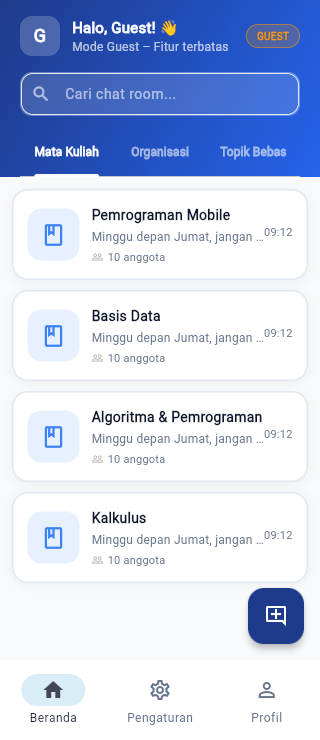 G
Halo, Guest! 👋
Mode Guest – Fitur terbatas
GUEST
Cari chat room...
Mata Kuliah
Organisasi
Topik Bebas
Pemrograman Mobile
Minggu depan Jumat, jangan ...
09:12
10 anggota
Basis Data
Minggu depan Jumat, jangan ...
09:12
10 anggota
Algoritma & Pemrograman
Minggu depan Jumat, jangan ...
09:12
10 anggota
Kalkulus
Minggu depan Jumat, jangan ...
09:12
10 anggota
Beranda
Pengaturan
Profil